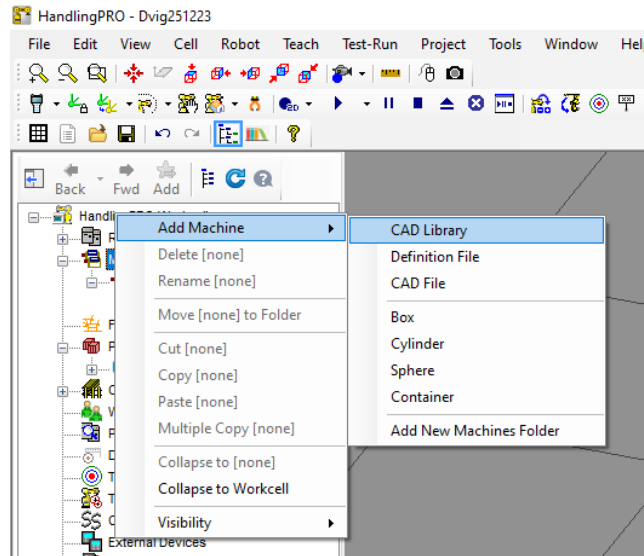 HandlingPRO - Dvig251223
File Edit View Cell Robot Teach Test-Run Project Tools Window Hel
Back Fwd Add
Add Machine
Delete [none]
Rename [none]
Move [none] to Folder
Cut [none]
Copy [none]
Paste [none]
Multiple Copy [none]
Collapse to [none]
Collapse to Workcell
Visibility
CAD Library
Definition File
CAD File
Box
Cylinder
Sphere
Container
Add New Machines Folder
External Devices